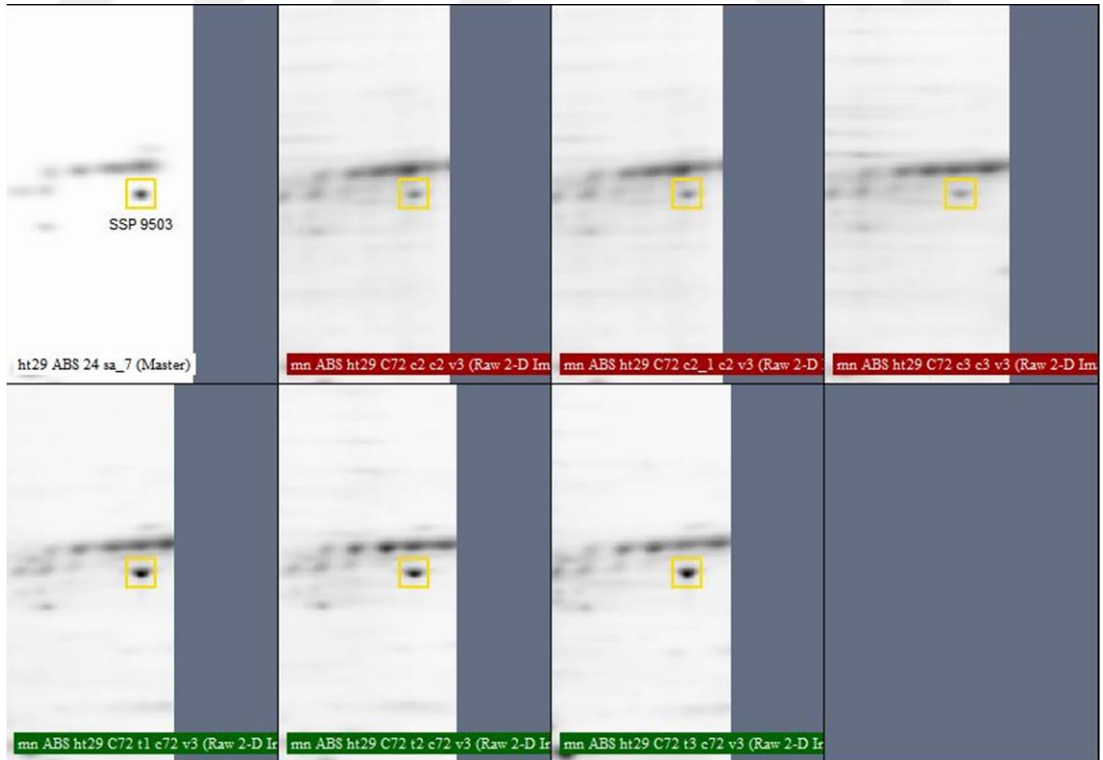 SSP 9503
ht29 ABS 24 sa_7 (Master)
mn ABS ht29 C72 c2 c2 v3 (Raw 2-D Im
mn ABS ht29 C72 c2_1 c2 v3 (Raw 2-D
mn ABS ht29 C72 c3 c3 v3 (Raw 2-D Im
mn ABS ht29 C72 t1 c72 v3 (Raw 2-D Ir
mn ABS ht29 C72 t2 c72 v3 (Raw 2-D Ir
mn ABS ht29 C72 t3 c72 v3 (Raw 2-D Ir